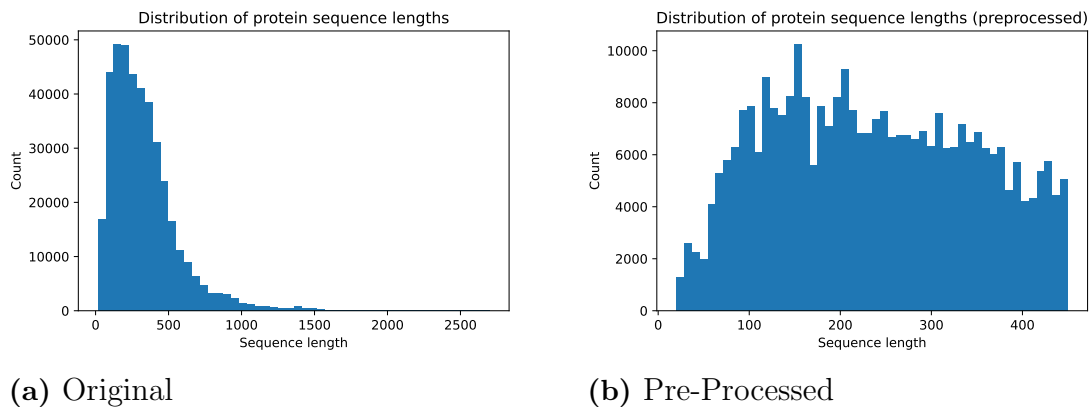 Distribution of protein sequence lengths
50000
40000
30000
20000
10000
0
Count
0 500 1000 1500 2000 2500
Sequence length
(a) Original
Distribution of protein sequence lengths (preprocessed)
10000
8000
6000
4000
2000
0
Count
0 100 200 300 400
Sequence length
(b) Pre-Processed